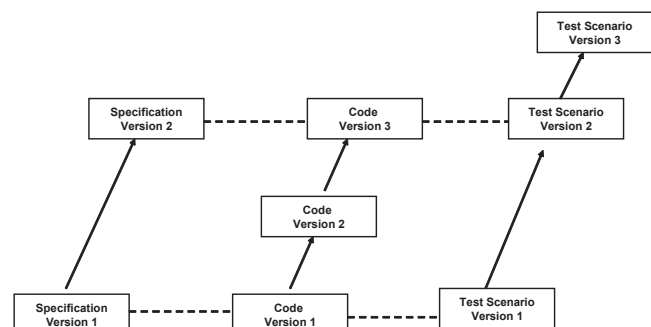 Test Scenario
Version 3
Specification
Version 2
Code
Version 3
Test Scenario
Version 2
Code
Version 2
Specification
Version 1
Code
Version 1
Test Scenario
Version 1